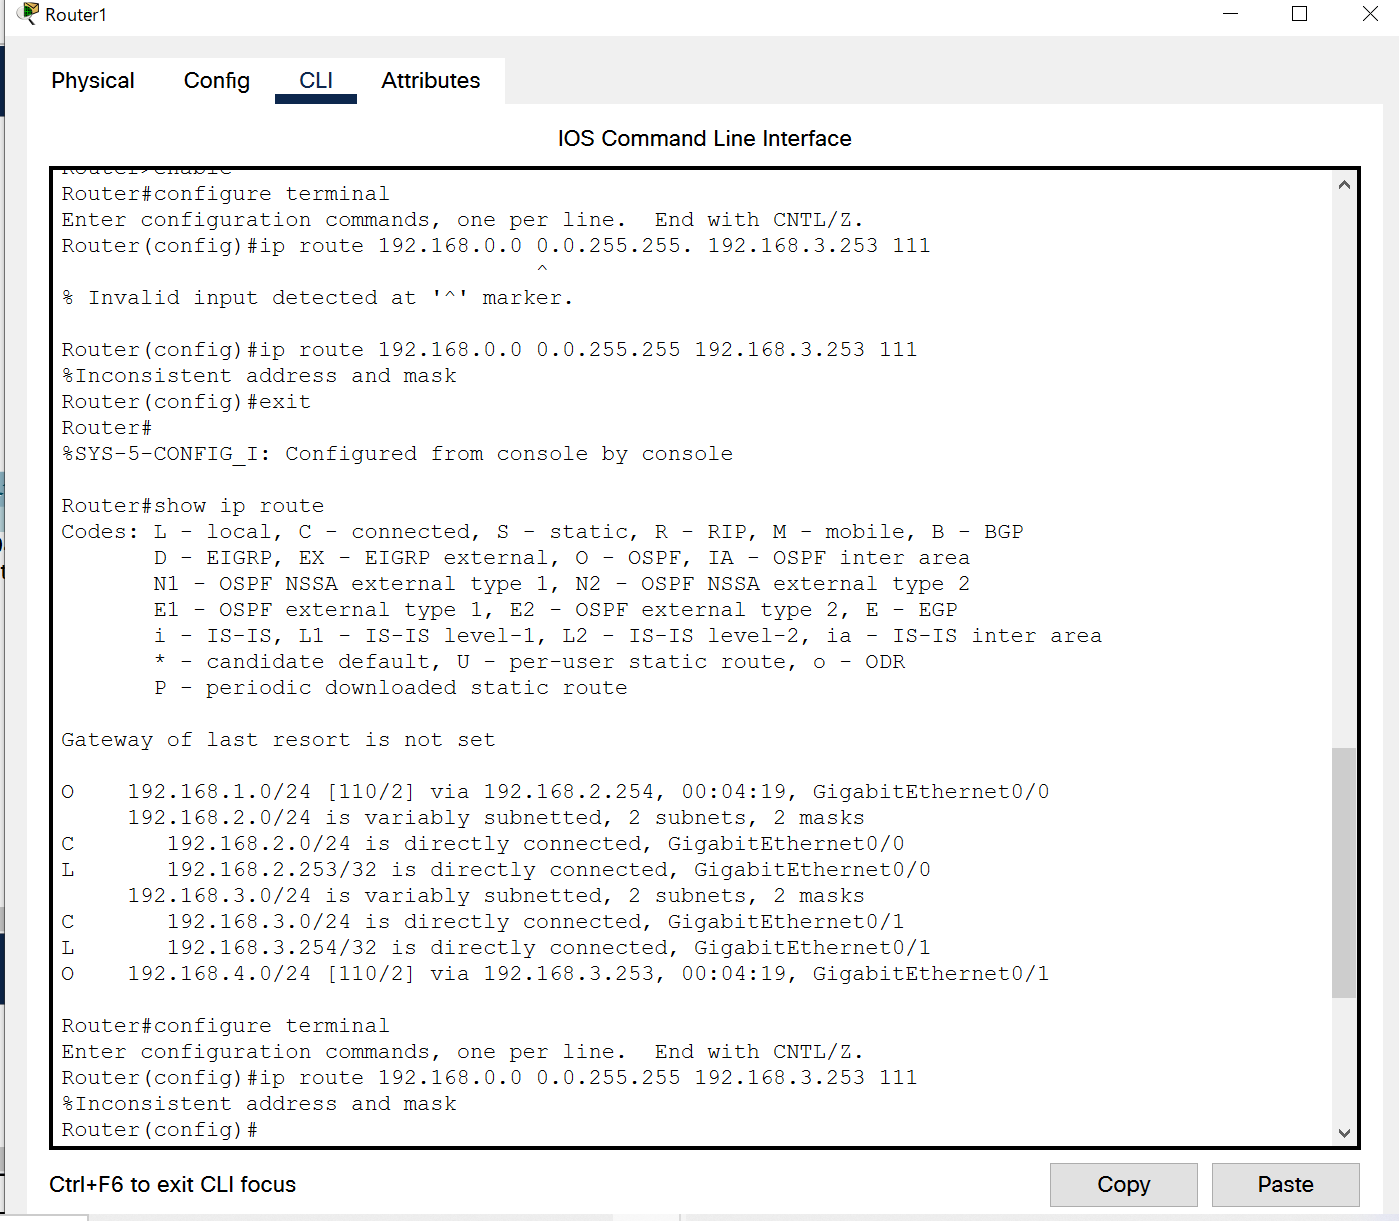 Router1
Physical Config CLI Attributes
IOS Command Line Interface
Router>enable
Router#configure terminal
Enter configuration commands, one per line.  End with CNTL/Z.
Router(config)#ip route 192.168.0.0 0.0.255.255. 192.168.3.253 111
^
% Invalid input detected at '^' marker.
Router(config)#ip route 192.168.0.0 0.0.255.255 192.168.3.253 111
%Inconsistent address and mask
Router(config)#exit
Router#
%SYS-5-CONFIG_I: Configured from console by console
Router#show ip route
Codes: L - local, C - connected, S - static, R - RIP, M - mobile, B - BGP
D - EIGRP, EX - EIGRP external, O - OSPF, IA - OSPF inter area
N1 - OSPF NSSA external type 1, N2 - OSPF NSSA external type 2
E1 - OSPF external type 1, E2 - OSPF external type 2, E - EGP
i - IS-IS, L1 - IS-IS level-1, L2 - IS-IS level-2, ia - IS-IS inter area
* - candidate default, U - per-user static route, o - ODR
P - periodic downloaded static route
Gateway of last resort is not set
O 192.168.1.0/24 [110/2] via 192.168.2.254, 00:04:19, GigabitEthernet0/0
192.168.2.0/24 is variably subnetted, 2 subnets, 2 masks
C 192.168.2.0/24 is directly connected, GigabitEthernet0/0
L 192.168.2.253/32 is directly connected, GigabitEthernet0/0
192.168.3.0/24 is variably subnetted, 2 subnets, 2 masks
C 192.168.3.0/24 is directly connected, GigabitEthernet0/1
L 192.168.3.254/32 is directly connected, GigabitEthernet0/1
O 192.168.4.0/24 [110/2] via 192.168.3.253, 00:04:19, GigabitEthernet0/1
Router#configure terminal
Enter configuration commands, one per line.  End with CNTL/Z.
Router(config)#ip route 192.168.0.0 0.0.255.255 192.168.3.253 111
%Inconsistent address and mask
Router(config)#
Ctrl+F6 to exit CLI focus
Copy Paste